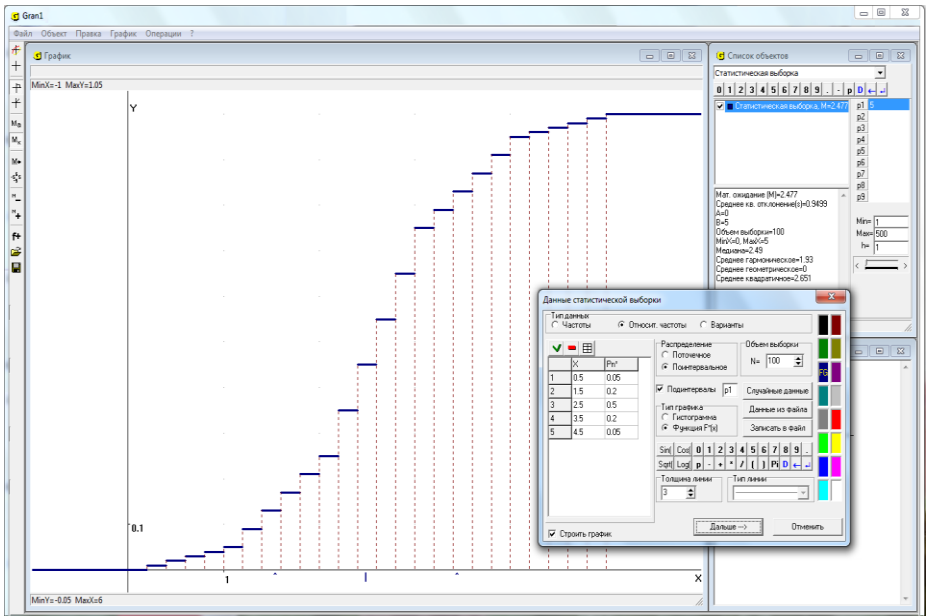 Gran1
Файл Объект Правка График Операции ?
График
MinX=-1 MaxY=1.05
Y
0.1
1
X
MinY=-0.05 MaxX=6
Список объектов
Статистическая выборка
0 1 2 3 4 5 6 7 8 9 . - p D ← ↵
Статистическая выборка, M=2.477
p1 5
p2
p3
p4
p5
p6
p7
p8
p9
Мат. ожидание (M)=2.477
Среднее кв. отклонение(s)=0.9499
A=0
B=5
Объем выборки=100
MinX=0, MaxX=5
Медиана=2.49
Среднее гармоническое=1.93
Среднее геометрическое=0
Среднее квадратичное=2.651
Min= 1
Max= 500
h= 1
Данные статистической выборки
Тип данных
Частоты Относит. частоты Варианты
X Pn*
1 0.5 0.05
2 1.5 0.2
3 2.5 0.5
4 3.5 0.2
5 4.5 0.05
Строить график
Распределение
Поточечное
Поинтервальное
Объем выборки
N= 100
Подинтервалы p1
Случайные данные
Тип графика
Гистограмма
Функция F*(x)
Данные из файла
Записать в файл
Sin( Cos( 0 1 2 3 4 5 6 7 8 9 .
Sqrt( Log( p - + * / ( ) Pi D ← ↵
Толщина линии
3
Тип линии
Дальше -->
Отменить